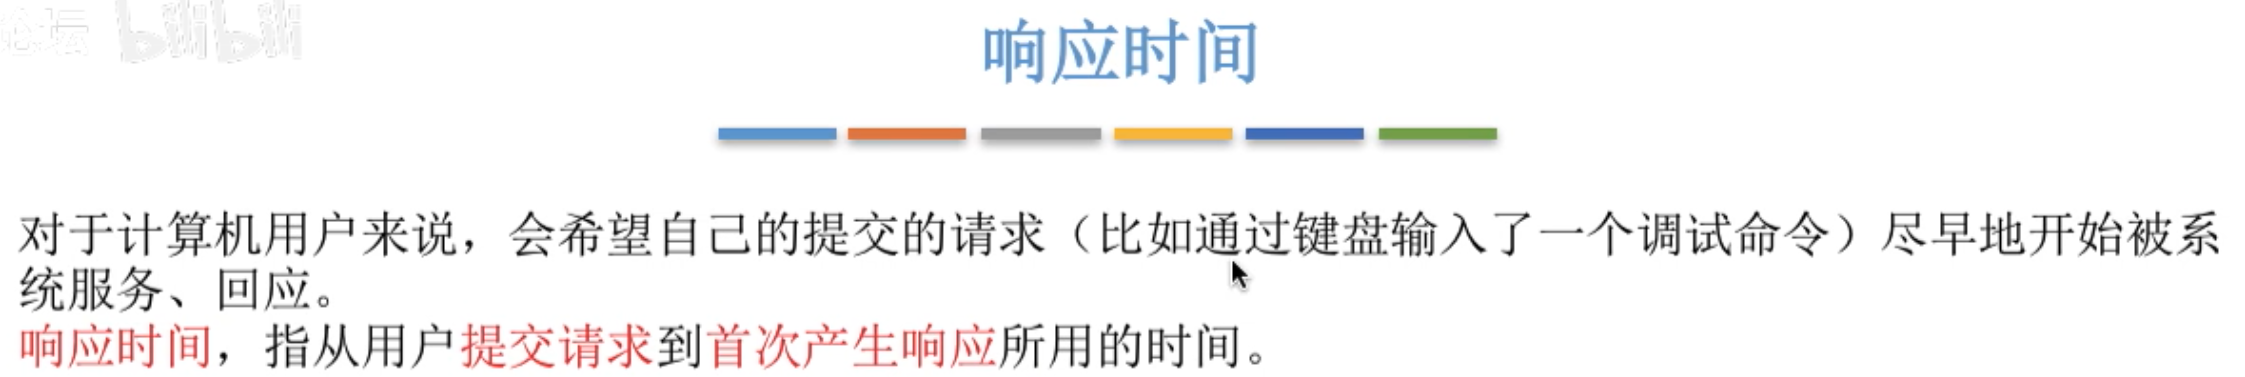 论坛 bilibili
响应时间
对于计算机用户来说，会希望自己的提交的请求（比如通过键盘输入了一个调试命令）尽早地开始被系
统服务、回应。
响应时间，指从用户提交请求到首次产生响应所用的时间。